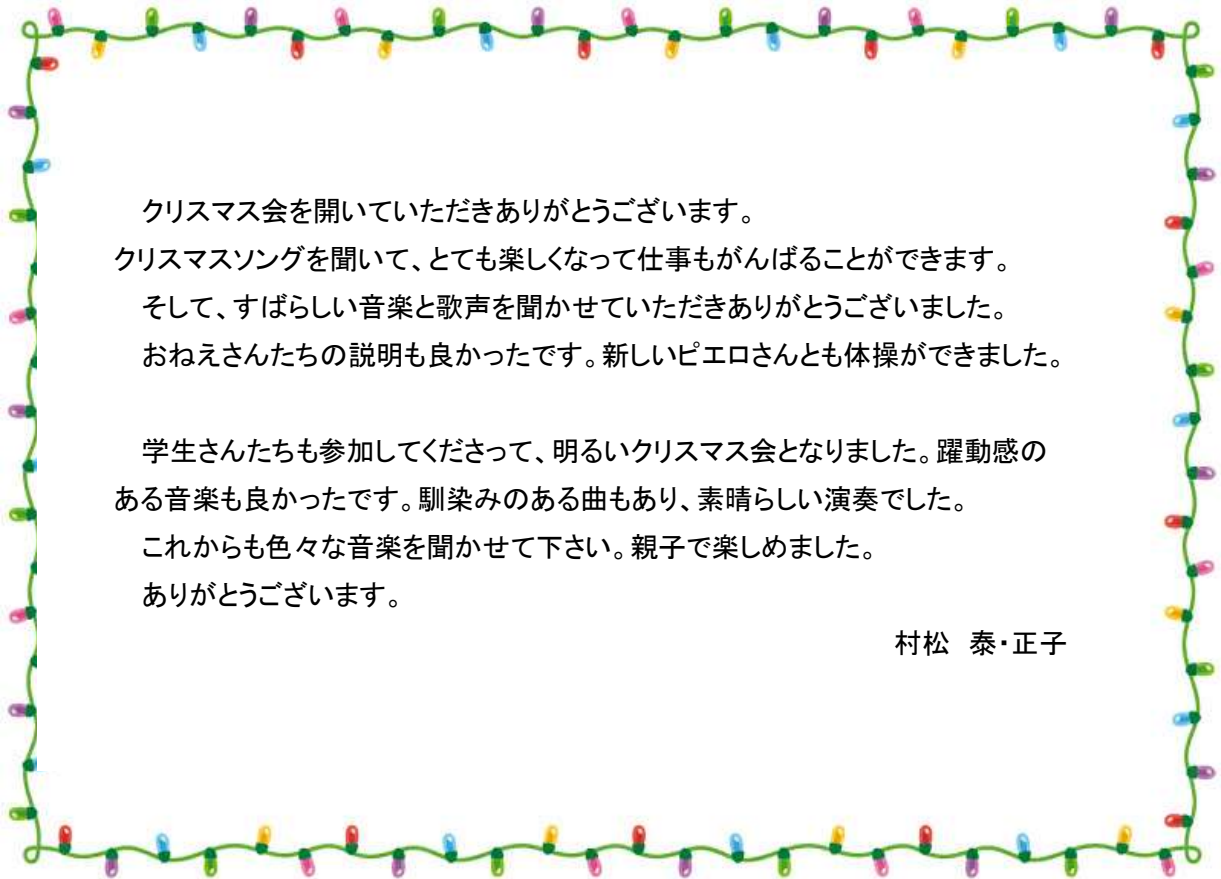 クリスマス会を開いていただきありがとうございます。
クリスマスソングを聞いて、とても楽しくなって仕事もがんばることができます。
そして、すばらしい音楽と歌声を聞かせていただきありがとうございました。
おねえさんたちの説明も良かったです。新しいピエロさんとも体操ができました。
学生さんたちも参加してくださって、明るいクリスマス会となりました。躍動感の
ある音楽も良かったです。馴染みのある曲もあり、素晴らしい演奏でした。
これからも色々な音楽を聞かせて下さい。親子で楽しめました。
ありがとうございます。
村松　泰・正子